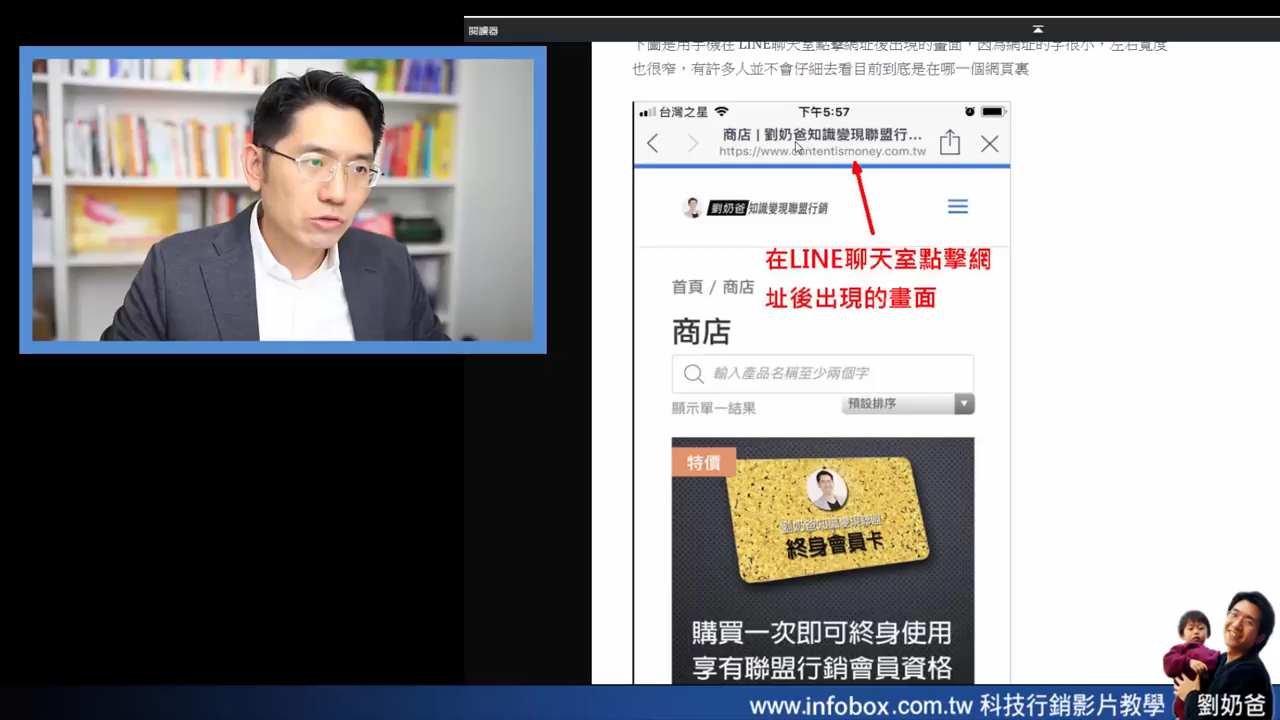 閱讀器
下圖是用手機在 LINE聊天室點擊網址後出現的畫面，因為網址的字很小，左右寬度
也很窄，有許多人並不會仔細去看目前到底是在哪一個網頁裏
台灣之星
下午5:57
商店 | 劉奶爸知識變現聯盟行...
https://www.contentismoney.com.tw
劉奶爸知識變現聯盟行銷
在LINE聊天室點擊網
址後出現的畫面
首頁 / 商店
商店
輸入產品名稱至少兩個字
顯示單一結果
預設排序
特價
劉奶爸知識變現聯盟
終身會員卡
購買一次即可終身使用
享有聯盟行銷會員資格
www.infobox.com.tw 科技行銷影片教學
劉奶爸